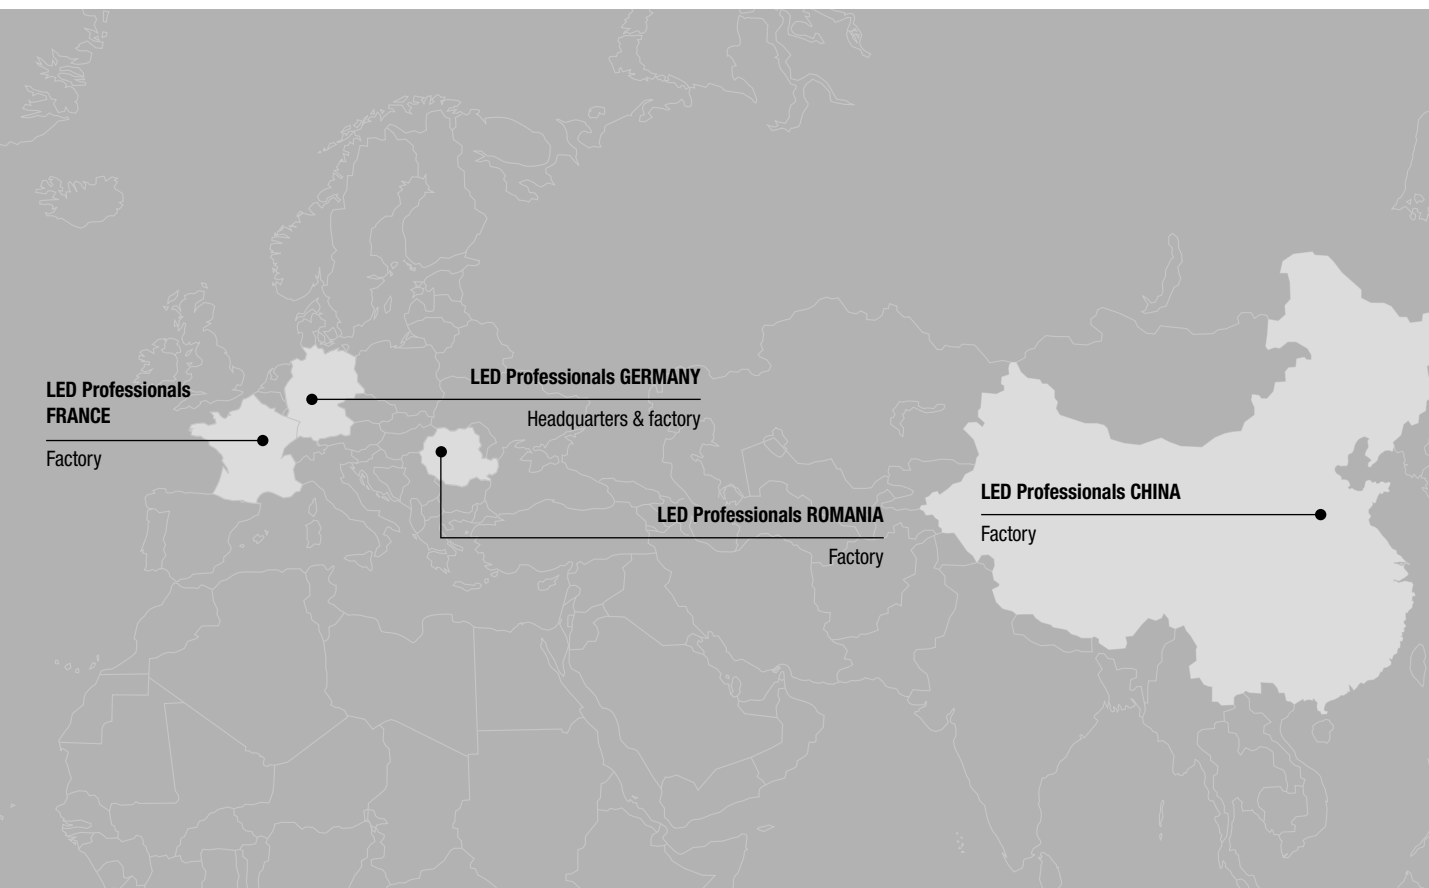 LED Professionals
FRANCE
Factory
LED Professionals GERMANY
Headquarters & factory
LED Professionals ROMANIA
Factory
LED Professionals CHINA
Factory